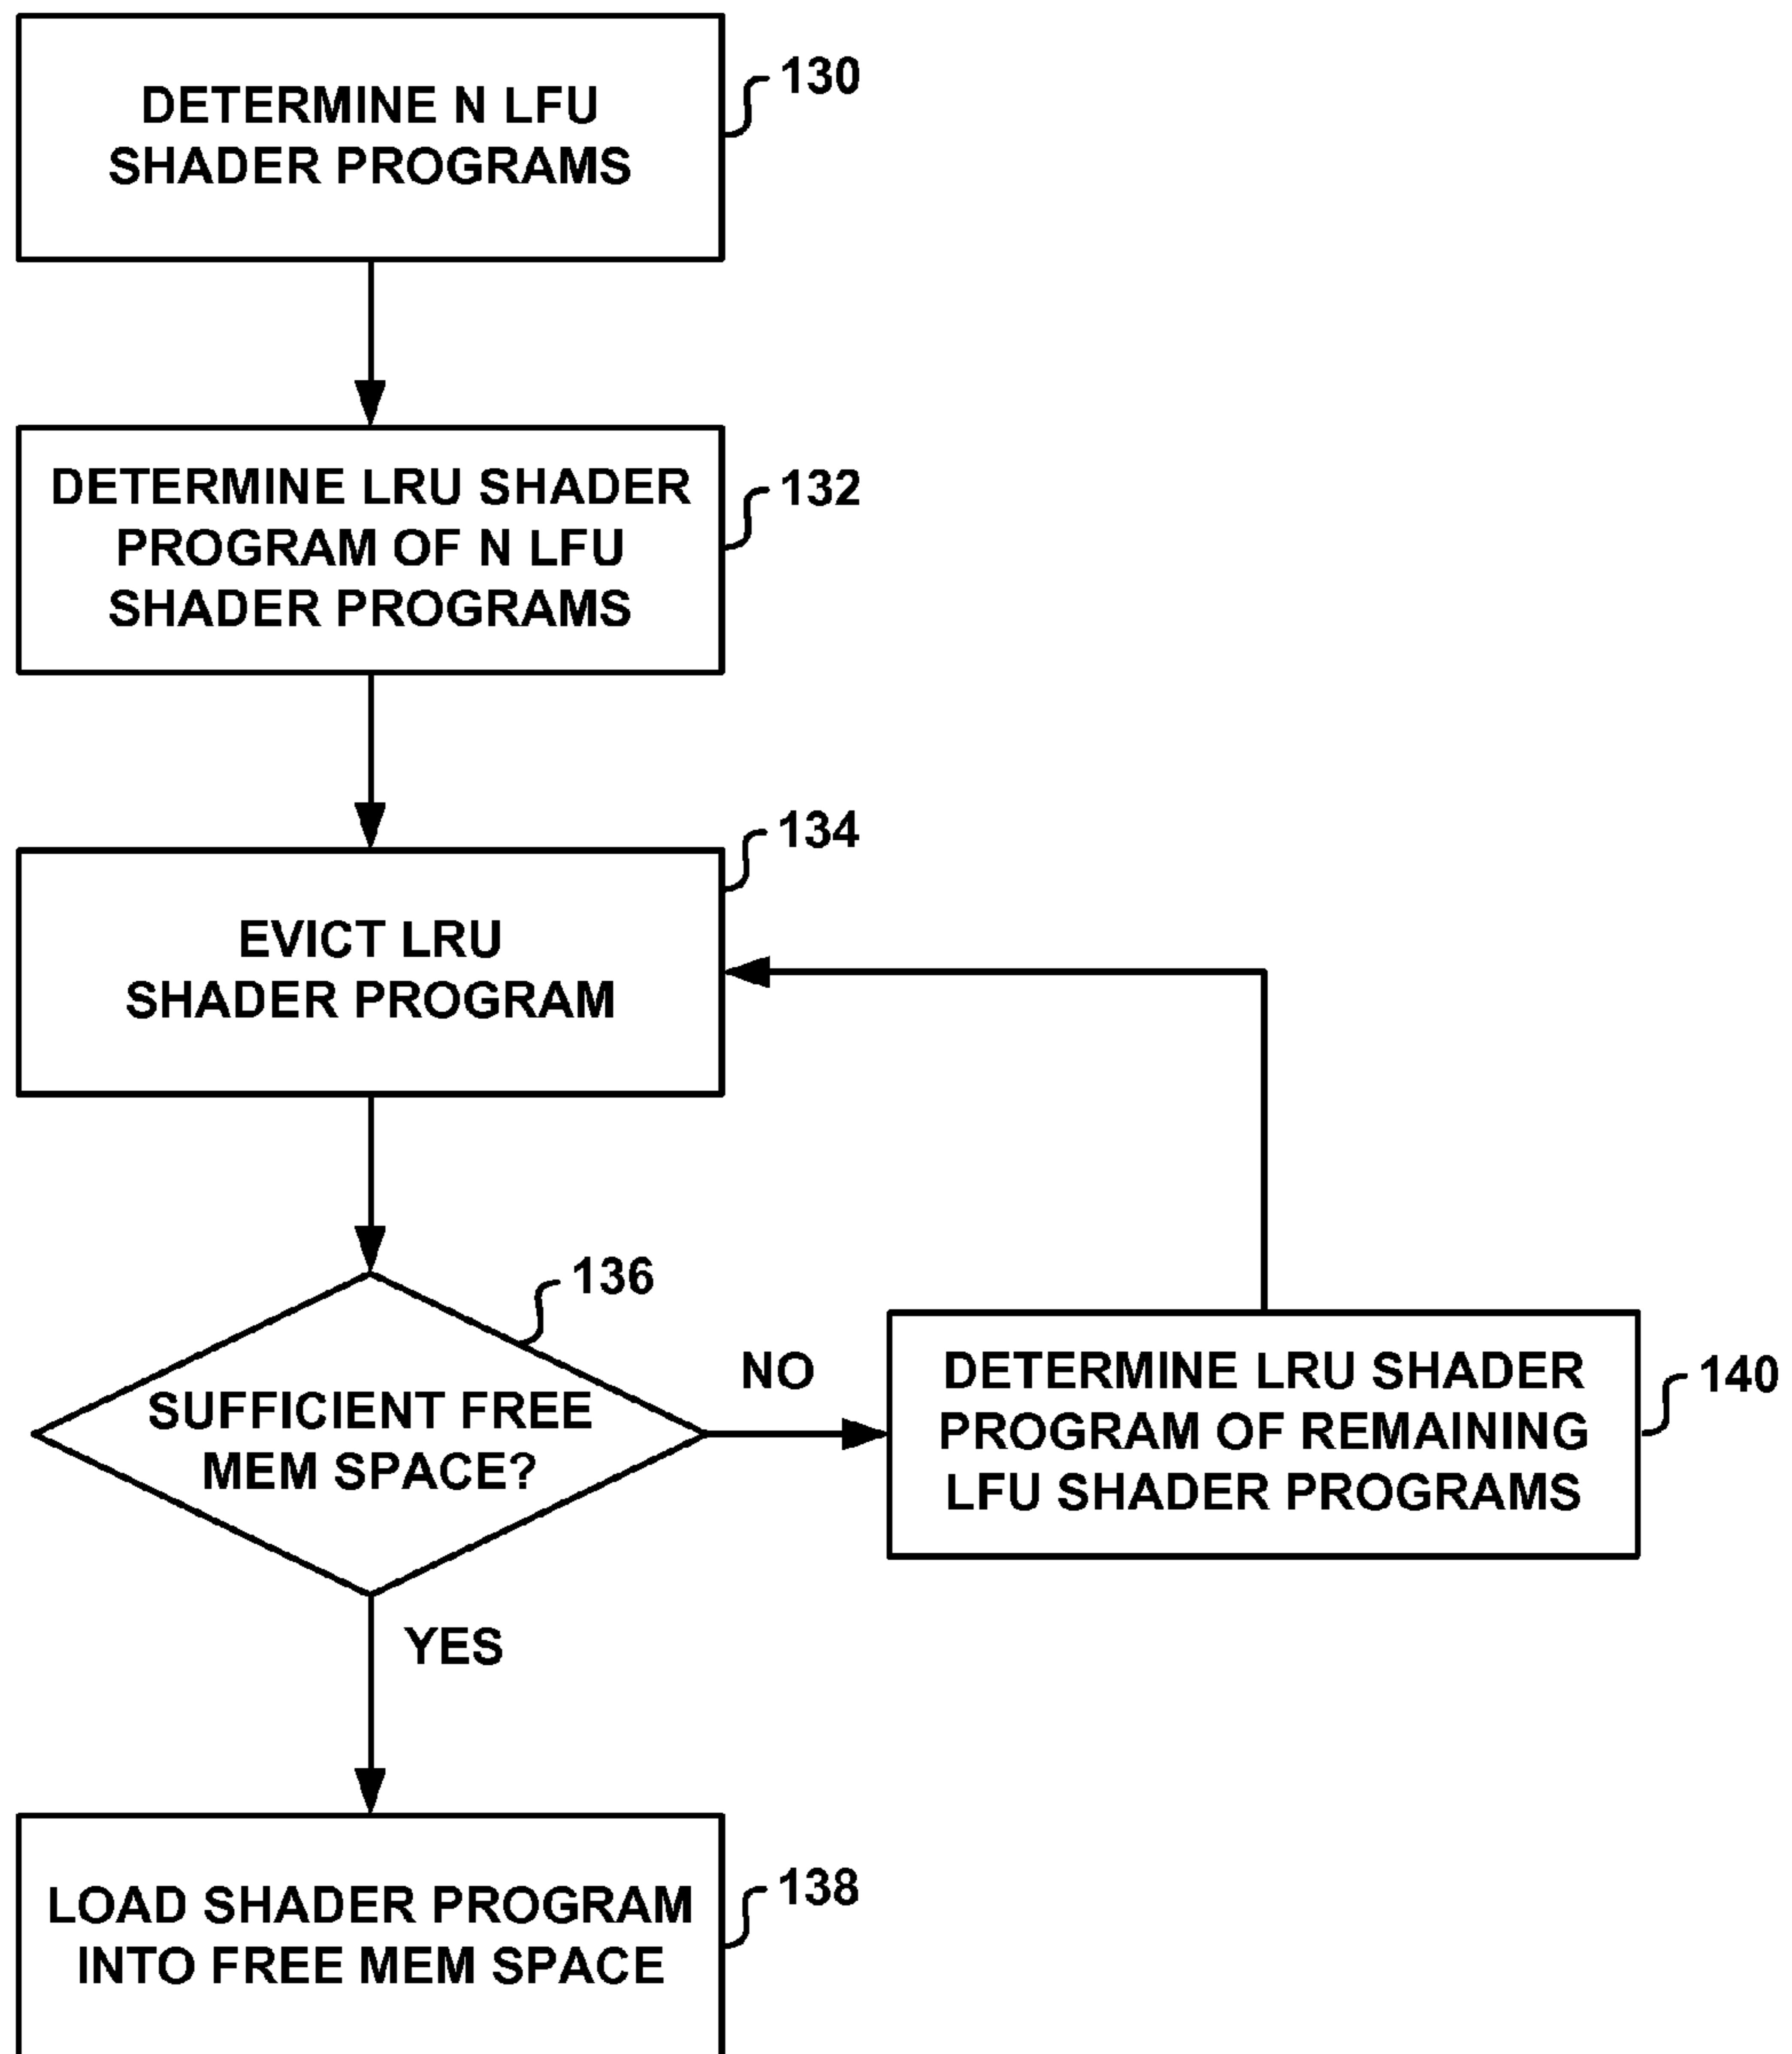 DETERMINE N LFU
SHADER PROGRAMS
130
DETERMINE LRU SHADER
PROGRAM OF N LFU
SHADER PROGRAMS
132
EVICT LRU
SHADER PROGRAM
134
SUFFICIENT FREE
MEM SPACE?
136
NO
DETERMINE LRU SHADER
PROGRAM OF REMAINING
LFU SHADER PROGRAMS
140
YES
LOAD SHADER PROGRAM
INTO FREE MEM SPACE
138